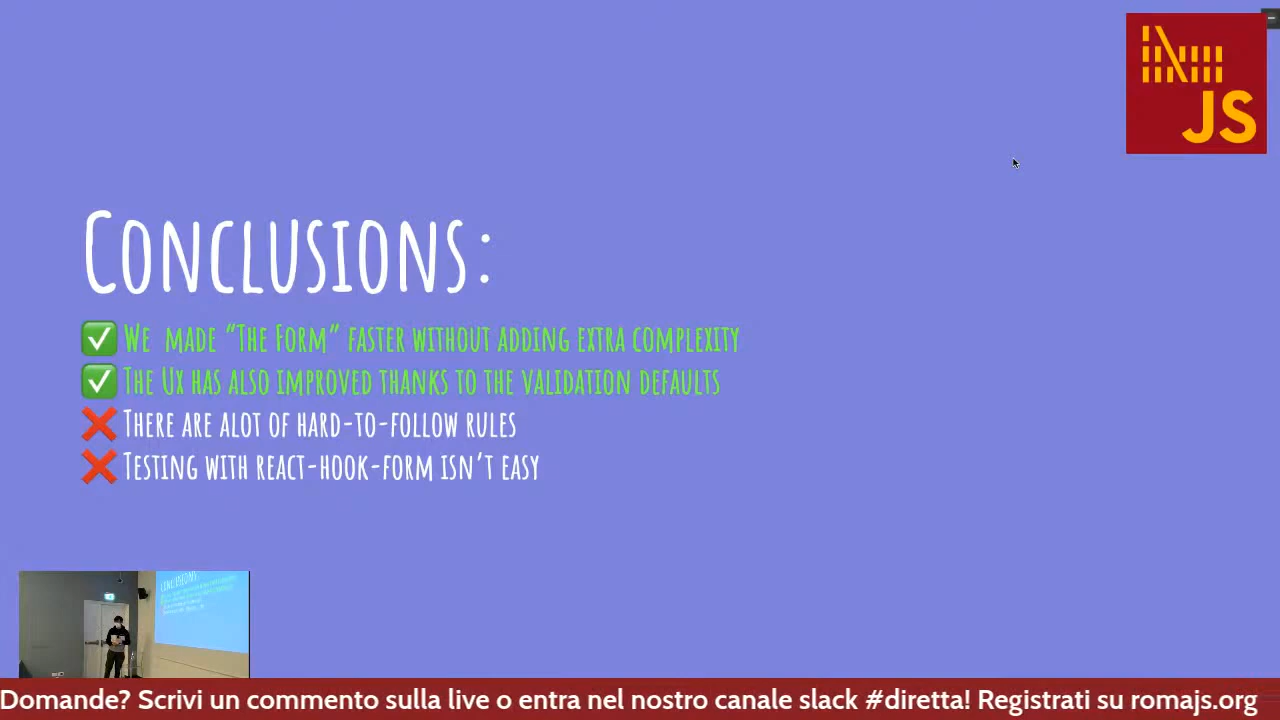 JS
Conclusions:
✅ We made “The Form” faster without adding extra complexity
✅ The Ux has also improved thanks to the validation defaults
❌ There are alot of hard-to-follow rules
❌ Testing with react-hook-form isn’t easy
Conclusions:
Domande? Scrivi un commento sulla live o entra nel nostro canale slack #diretta! Registrati su romajs.org